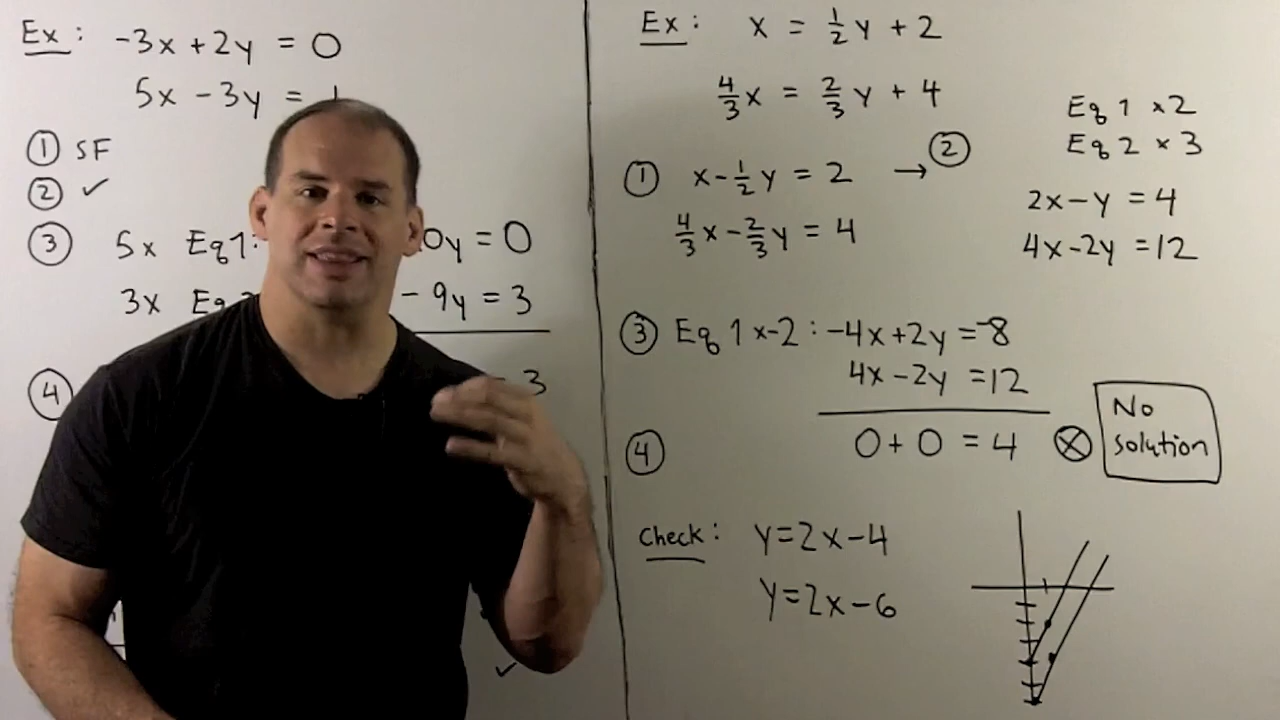 Ex: -3x + 2y = 0
5x - 3y = 1
① SF
② ✓
③ 5x Eq 1: 0y = 0
3x Eq - 9y = 3
④ 3
✓
Ex: x = 1/2 y + 2
4/3 x = 2/3 y + 4
① x - 1/2 y = 2 → ②
4/3 x - 2/3 y = 4
Eq 1 x2
Eq 2 x 3
2x - y = 4
4x - 2y = 12
③ Eq 1 x-2: -4x + 2y = -8
4x - 2y = 12
④ 0 + 0 = 4 ⊗
No
solution
Check: y = 2x - 4
y = 2x - 6